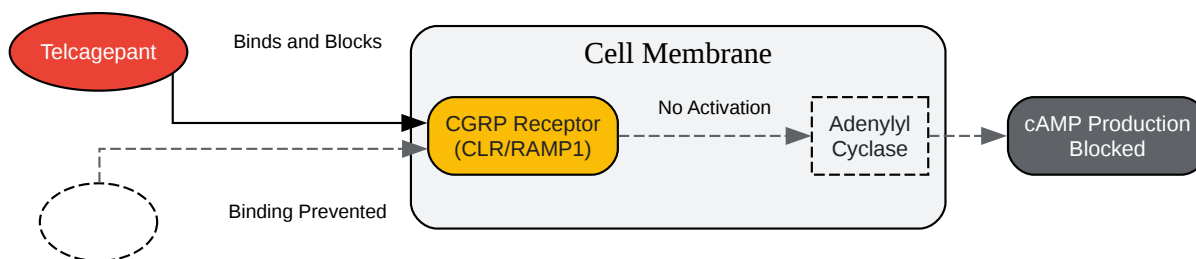 Telcagepant
Binds and Blocks
Cell Membrane
No Activation
CGRP Receptor
(CLR/RAMP1)
Adenylyl
Cyclase
cAMP Production
Blocked
Binding Prevented